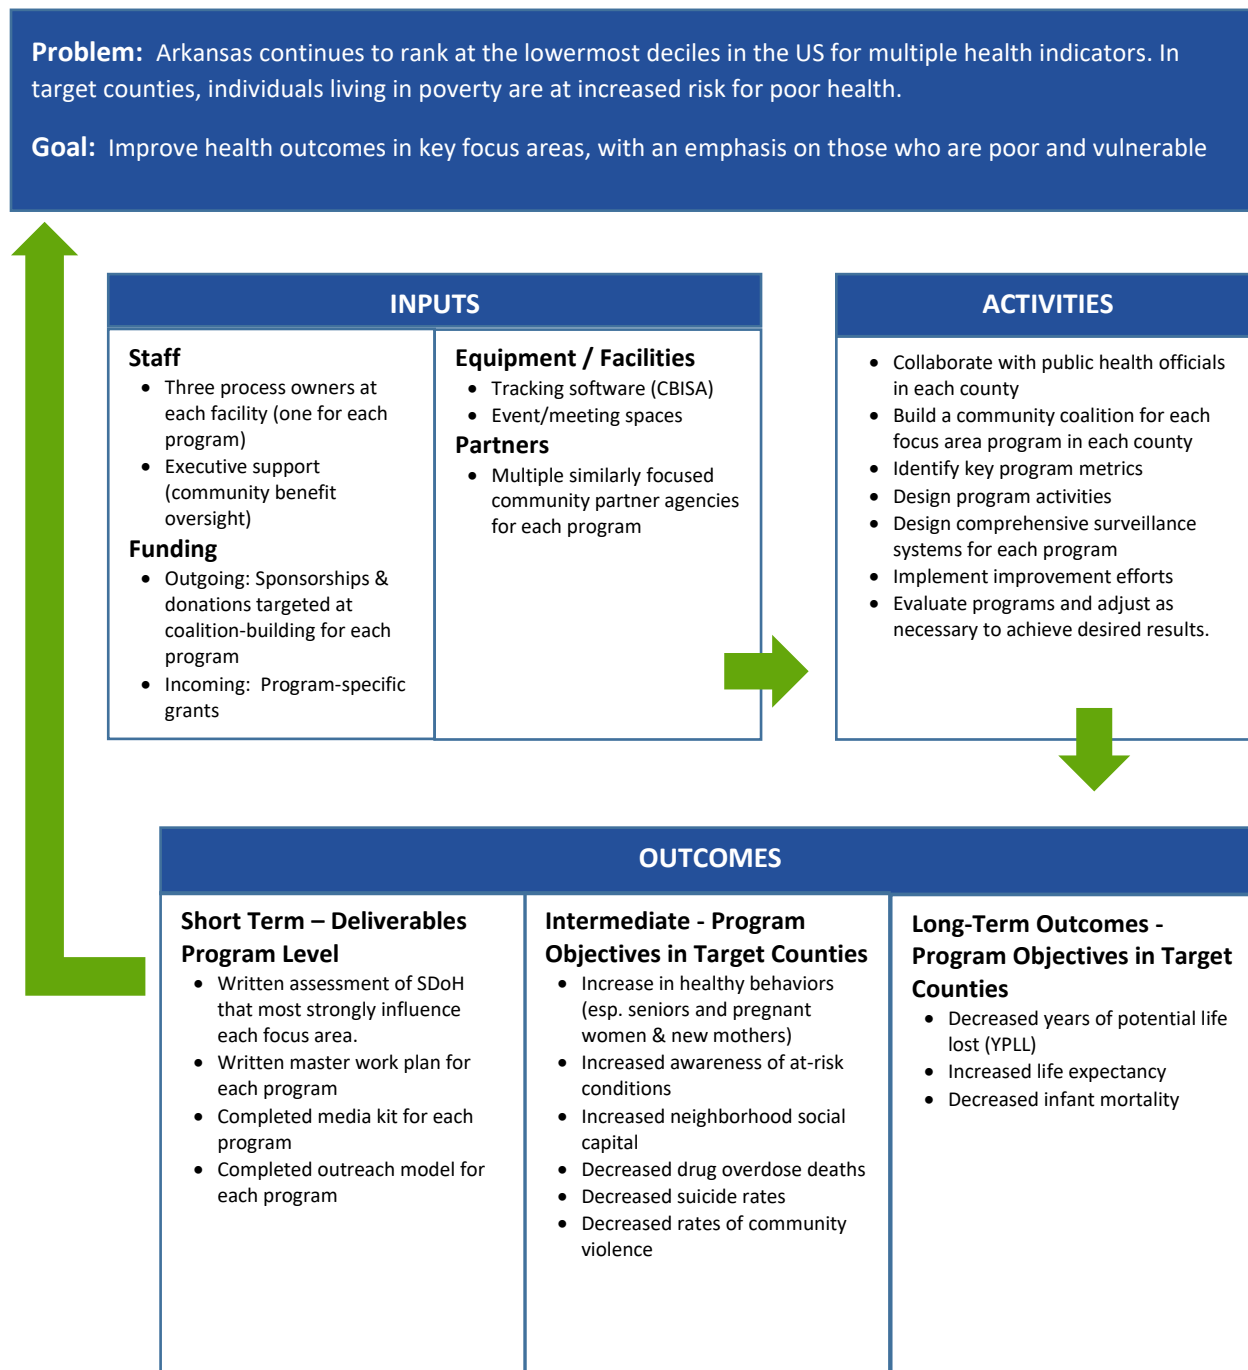 Problem: Arkansas continues to rank at the lowermost deciles in the US for multiple health indicators. In
target counties, individuals living in poverty are at increased risk for poor health.
Goal: Improve health outcomes in key focus areas, with an emphasis on those who are poor and vulnerable
INPUTS
Staff
• Three process owners at
each facility (one for each
program)
• Executive support
(community benefit
oversight)
Funding
• Outgoing: Sponsorships &
donations targeted at
coalition-building for each
program
• Incoming: Program-specific
grants
Equipment / Facilities
• Tracking software (CBISA)
• Event/meeting spaces
Partners
• Multiple similarly focused
community partner agencies
for each program
ACTIVITIES
• Collaborate with public health officials
in each county
• Build a community coalition for each
focus area program in each county
• Identify key program metrics
• Design program activities
• Design comprehensive surveillance
systems for each program
• Implement improvement efforts
• Evaluate programs and adjust as
necessary to achieve desired results.
OUTCOMES
Short Term – Deliverables
Program Level
• Written assessment of SDoH
that most strongly influence
each focus area.
• Written master work plan for
each program
• Completed media kit for each
program
• Completed outreach model for
each program
Intermediate - Program
Objectives in Target Counties
• Increase in healthy behaviors
(esp. seniors and pregnant
women & new mothers)
• Increased awareness of at-risk
conditions
• Increased neighborhood social
capital
• Decreased drug overdose deaths
• Decreased suicide rates
• Decreased rates of community
violence
Long-Term Outcomes -
Program Objectives in Target
Counties
• Decreased years of potential life
lost (YPLL)
• Increased life expectancy
• Decreased infant mortality